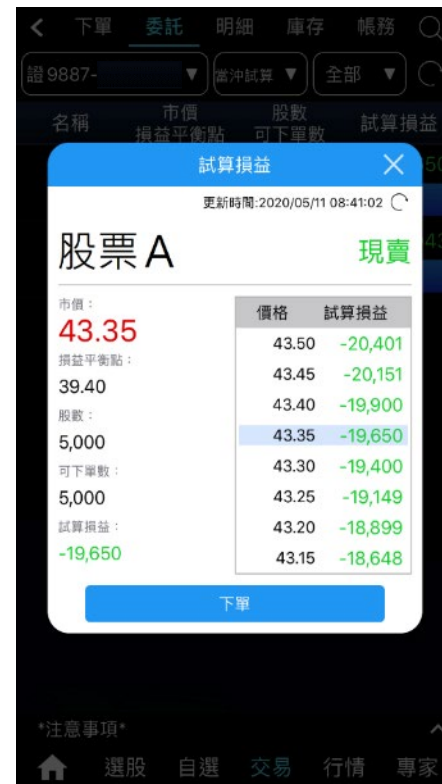 下單 委託 明細 庫存 帳務
證 9887- 當沖試算 ▼ 全部 ▼
名稱 市價 股數 試算損益
損益平衡點 可下單數
試算損益
更新時間:2020/05/11 08:41:02
股票 A 現賣
市價:
43.35
損益平衡點:
39.40
股數:
5,000
可下單數:
5,000
試算損益:
-19,650
價格 試算損益
43.50 -20,401
43.45 -20,151
43.40 -19,900
43.35 -19,650
43.30 -19,400
43.25 -19,149
43.20 -18,899
43.15 -18,648
下單
*注意事項*
選股 自選 交易 行情 專家